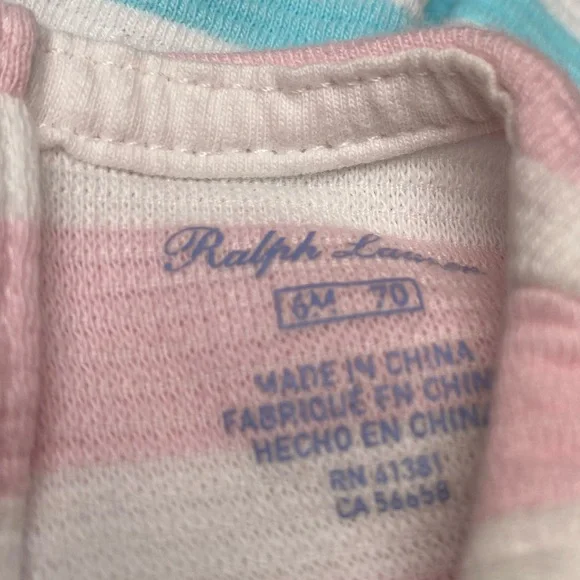 Ralph Lauren
6M 70
MADE IN CHINA
FABRIQUÉ EN CHINE
HECHO EN CHINA
RN 41381
CA 56658